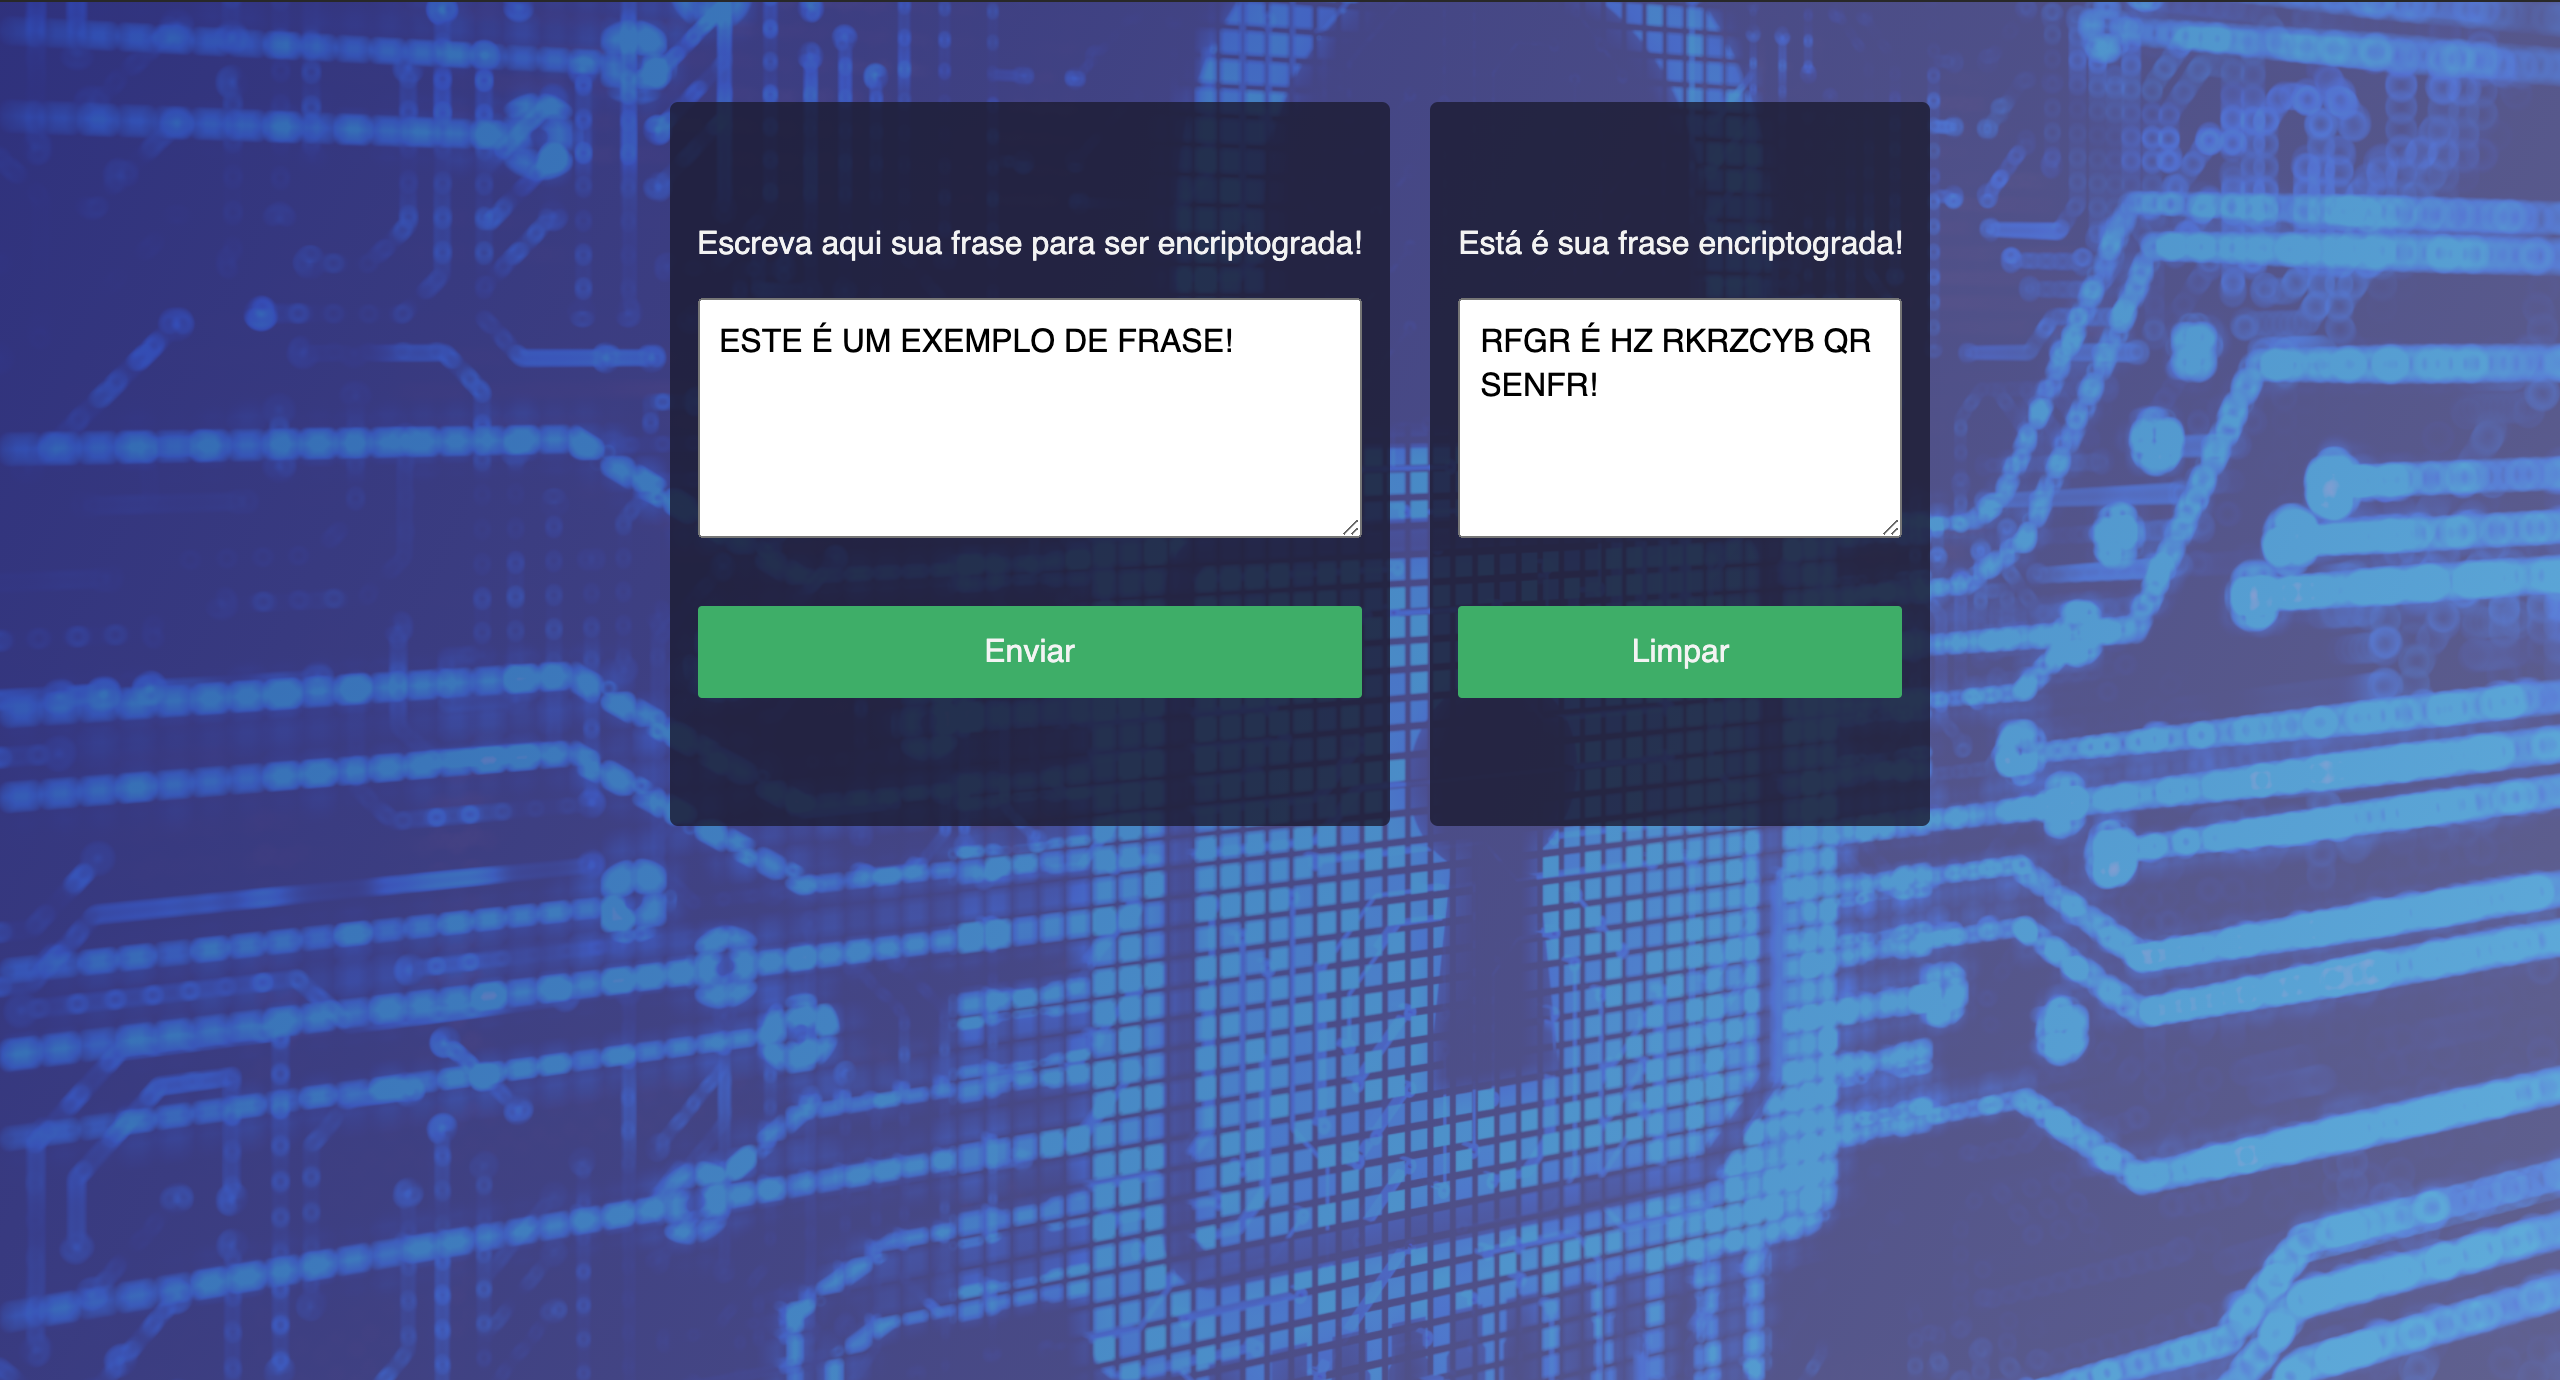 Escreva aqui sua frase para ser encriptograda!
ESTE É UM EXEMPLO DE FRASE!
Enviar
Está é sua frase encriptograda!
RFGR É HZ RKRZCYB QR
SENFR!
Limpar